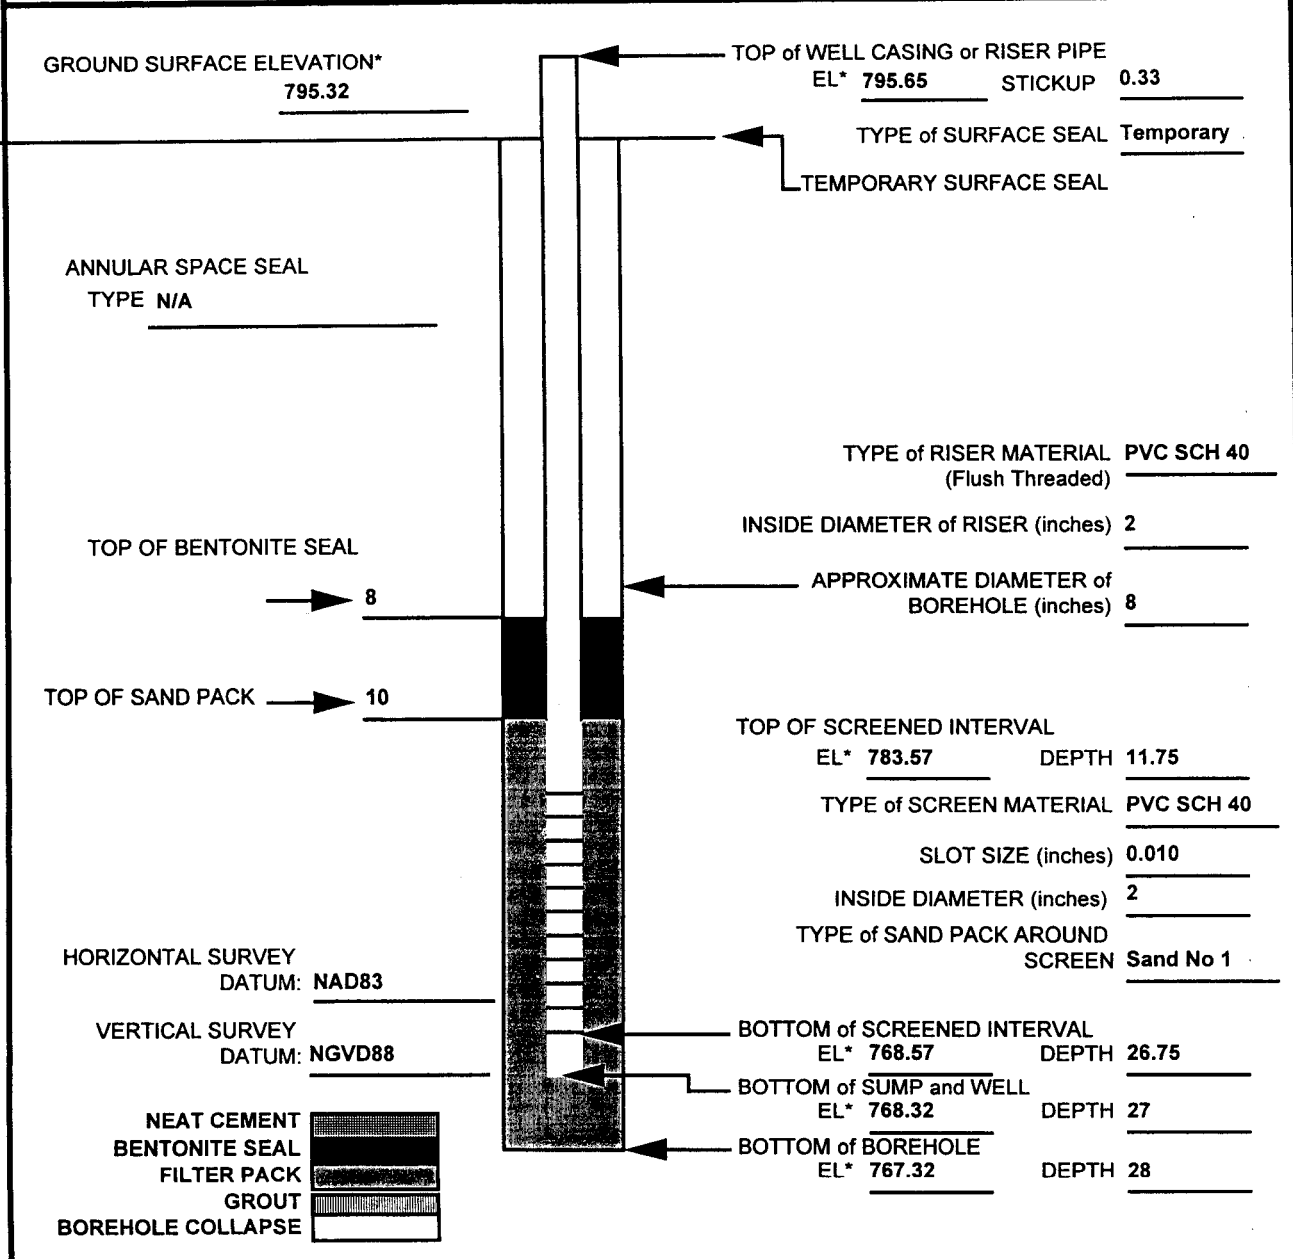 GROUND SURFACE ELEVATION*
795.32
TOP of WELL CASING or RISER PIPE
EL* 795.65 STICKUP 0.33
TYPE of SURFACE SEAL Temporary
TEMPORARY SURFACE SEAL
ANNULAR SPACE SEAL
TYPE N/A
TYPE of RISER MATERIAL PVC SCH 40
(Flush Threaded)
INSIDE DIAMETER of RISER (inches) 2
TOP OF BENTONITE SEAL
8
APPROXIMATE DIAMETER of
BOREHOLE (inches) 8
TOP OF SAND PACK 10
TOP OF SCREENED INTERVAL
EL* 783.57 DEPTH 11.75
TYPE of SCREEN MATERIAL PVC SCH 40
SLOT SIZE (inches) 0.010
INSIDE DIAMETER (inches) 2
TYPE of SAND PACK AROUND
SCREEN Sand No 1
HORIZONTAL SURVEY
DATUM: NAD83
VERTICAL SURVEY
DATUM: NGVD88
BOTTOM of SCREENED INTERVAL
EL* 768.57 DEPTH 26.75
BOTTOM of SUMP and WELL
EL* 768.32 DEPTH 27
BOTTOM of BOREHOLE
EL* 767.32 DEPTH 28
NEAT CEMENT
BENTONITE SEAL
FILTER PACK
GROUT
BOREHOLE COLLAPSE